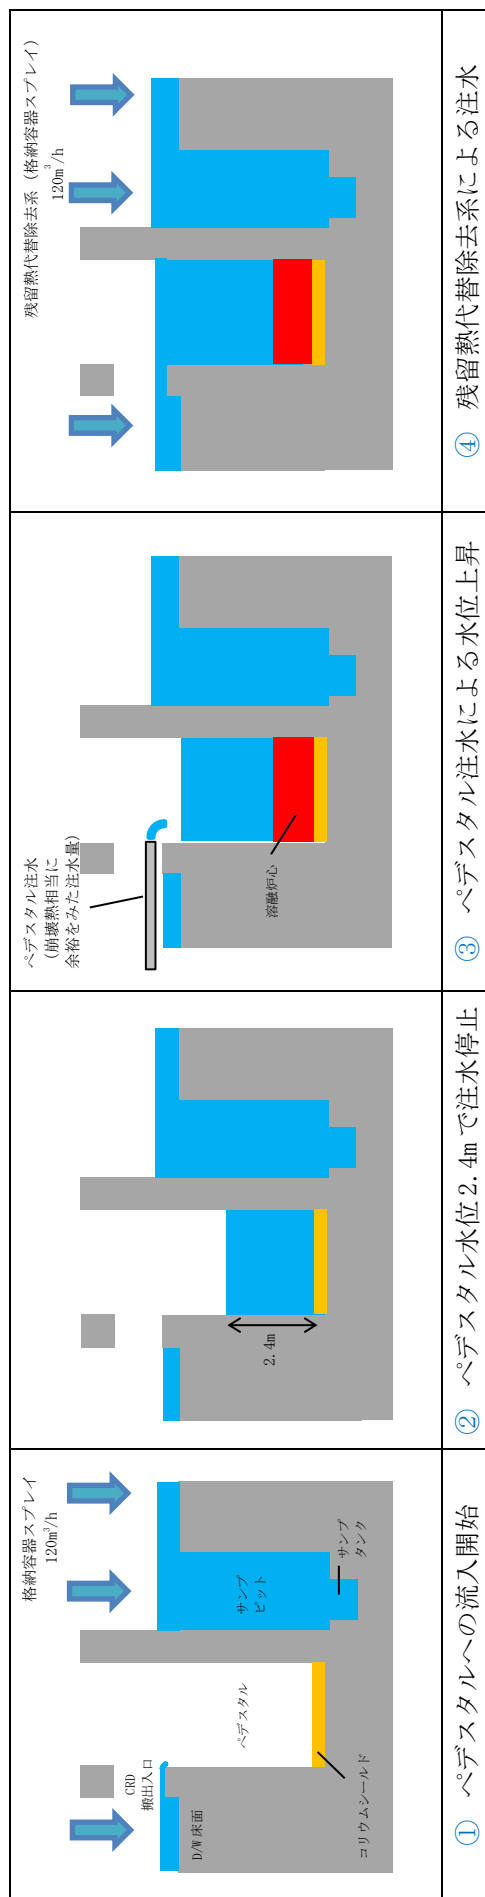 格納容器スプレイ
120m³/h
CRD
搬出入口
D/W床面
ペデスタル
サンプ
ピット
サンプ
タンク
コリウムシールド
① ペデスタルへの流入開始
2.4m
② ペデスタル水位2.4mで注水停止
ペデスタル注水
(崩壊熱相当に
余裕をみた注水量)
溶融炉心
③ ペデスタル注水による水位上昇
残留熱代替除去系 (格納容器スプレイ)
120m³/h
④ 残留熱代替除去系による注水